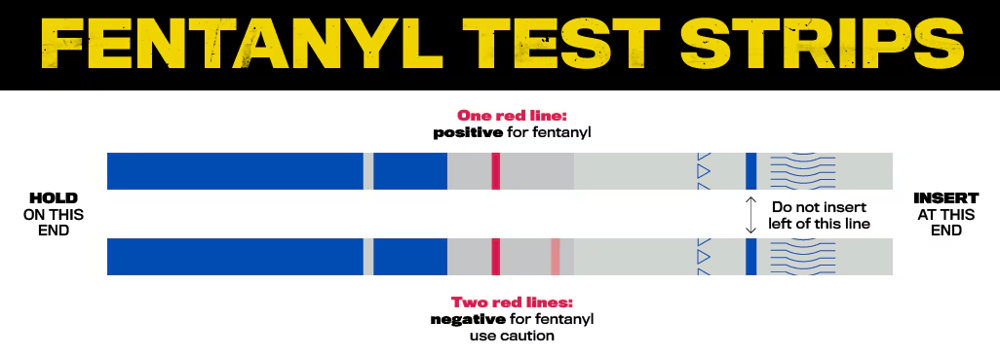 FENTANYL TEST STRIPS
One red line:
positive for fentanyl
HOLD
ON THIS
END
INSERT
AT THIS
END
Do not insert
left of this line
Two red lines:
negative for fentanyl
use caution